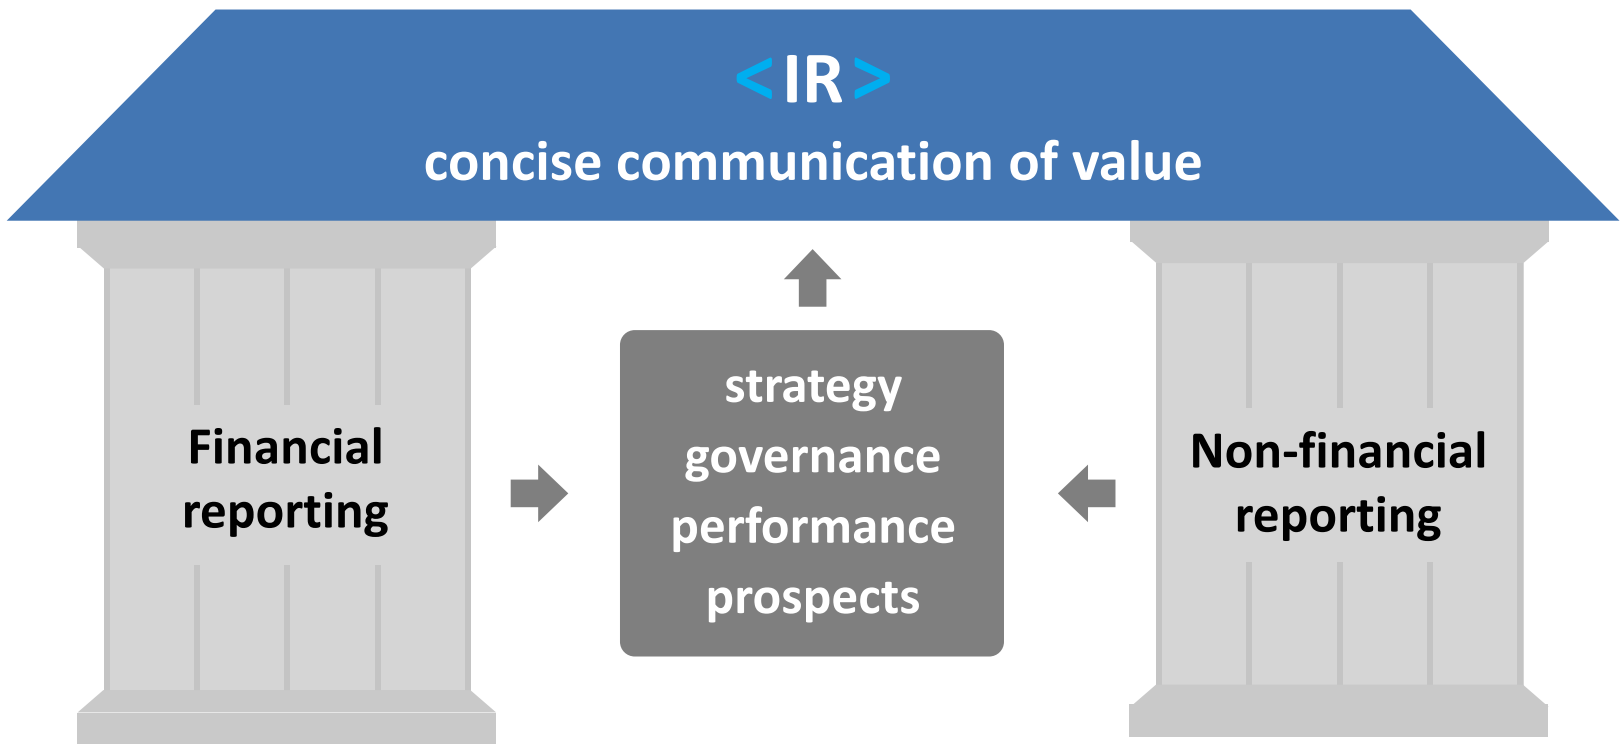 <IR>
concise communication of value
Financial
reporting
strategy
governance
performance
prospects
Non-financial
reporting